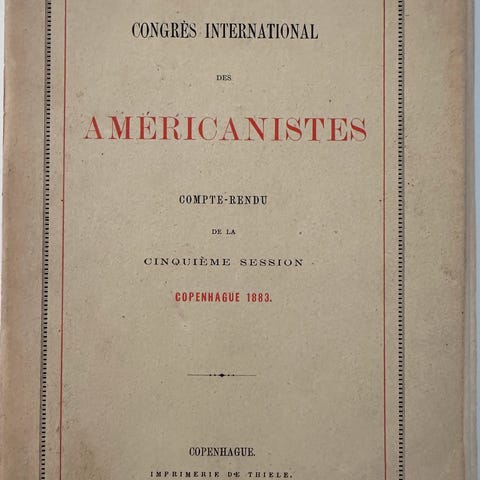 CONGRÈS INTERNATIONAL
DES
AMÉRICANISTES
COMPTE-RENDU
DE LA
CINQUIÈME SESSION
COPENHAGUE 1883.
COPENHAGUE.
IMPRIMERIE DE THIELE.